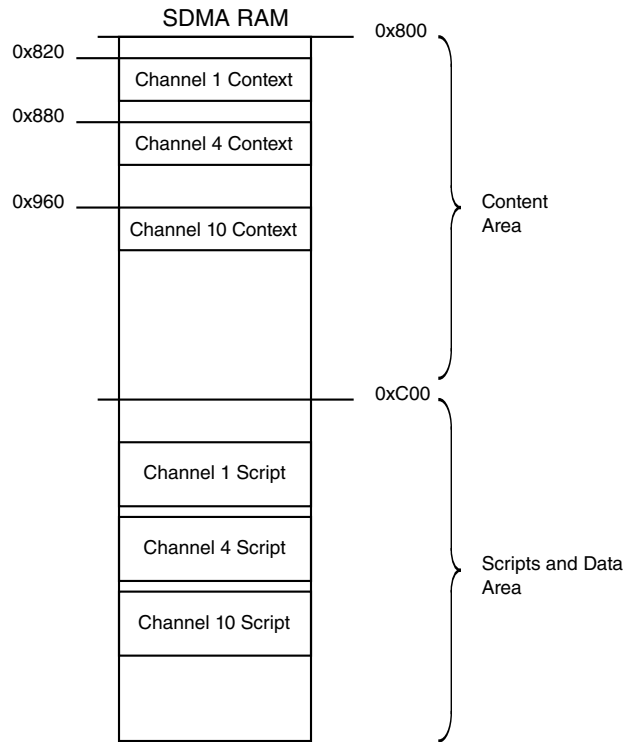 SDMA RAM
0x800
0x820
Channel 1 Context
0x880
Channel 4 Context
0x960
Channel 10 Context
Content
Area
0xC00
Channel 1 Script
Channel 4 Script
Channel 10 Script
Scripts and Data
Area